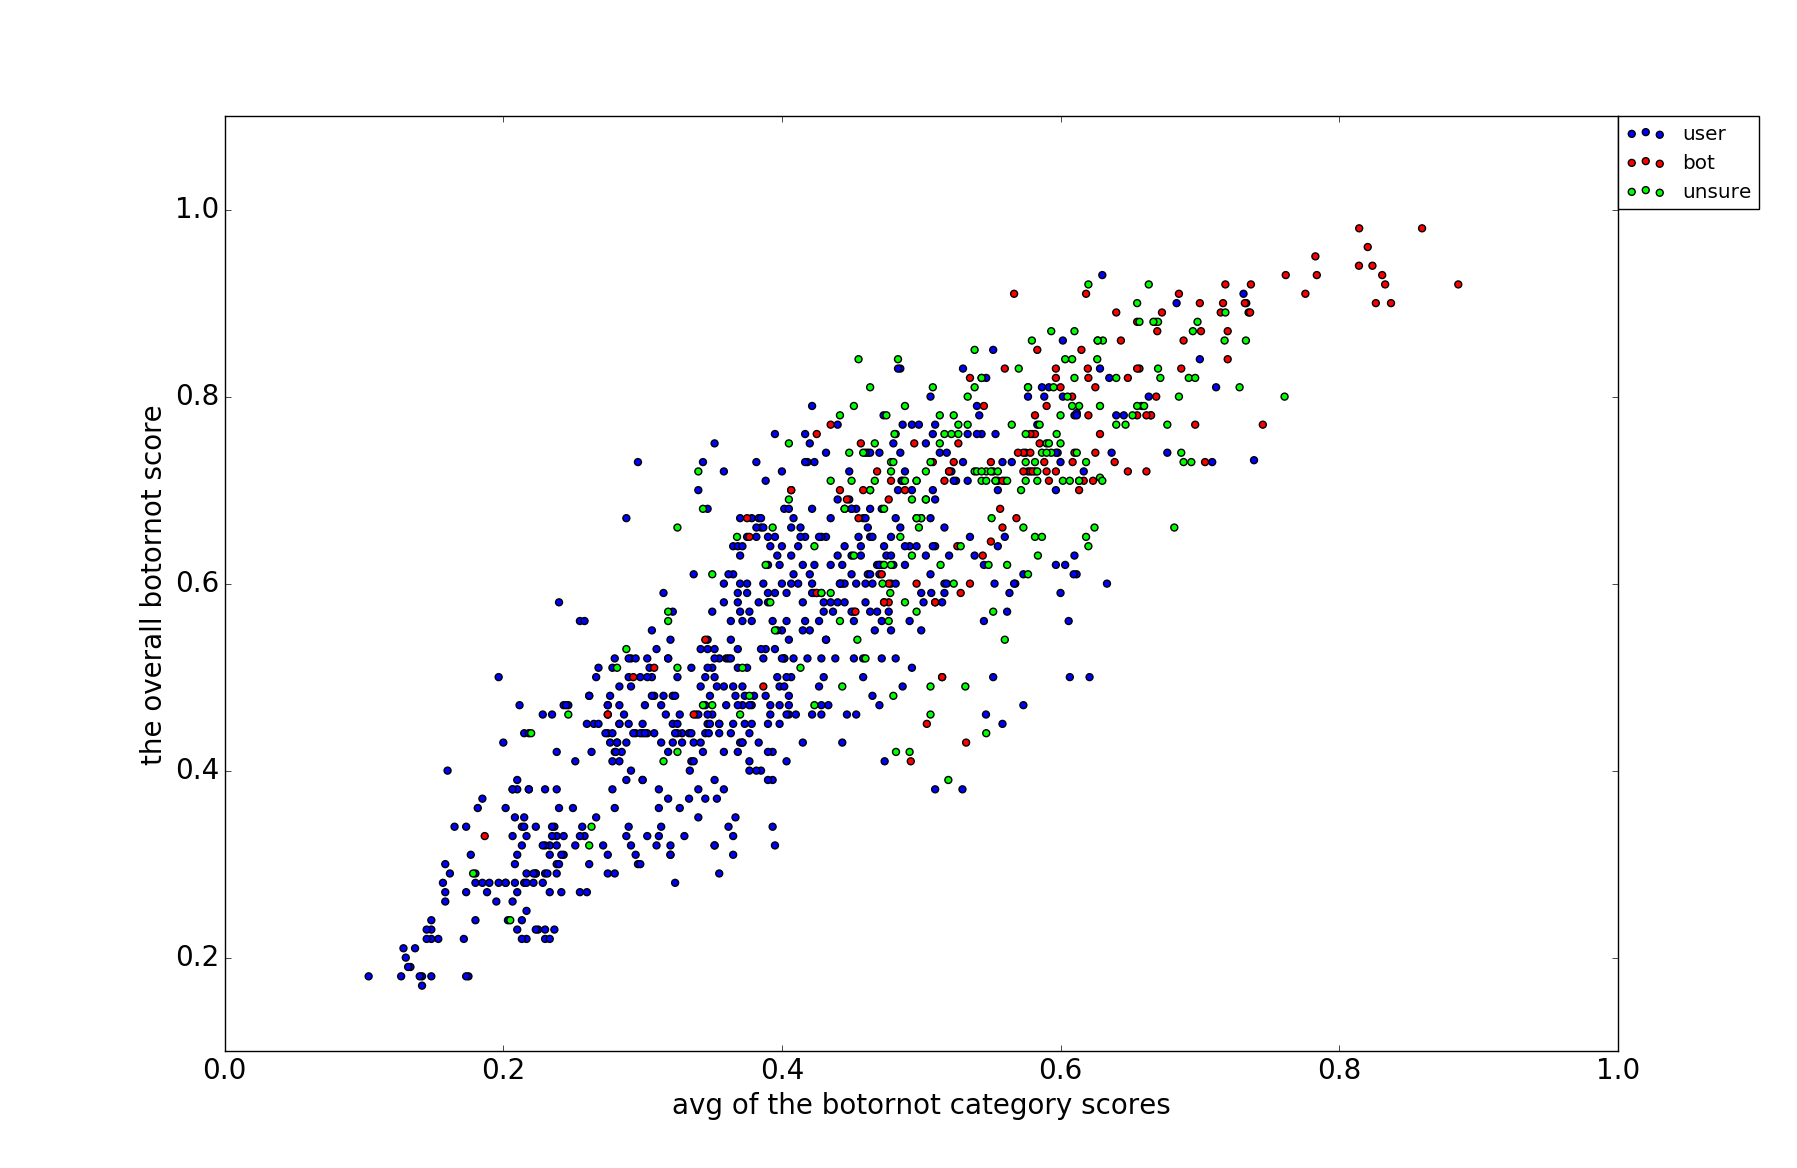 user
bot
unsure
1.0
0.8
0.6
0.4
0.2
the overall botornot score
0.0 0.2 0.4 0.6 0.8 1.0
avg of the botornot category scores